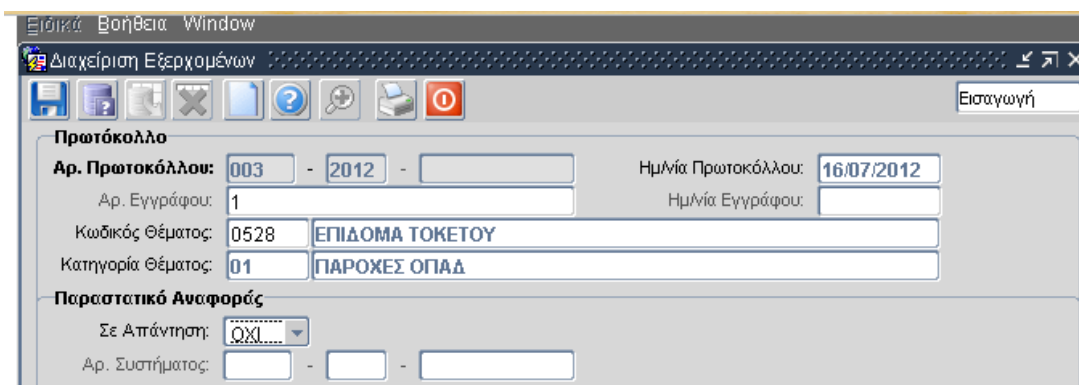 Ειδικά Βοήθεια Window
Διαχείριση Εξερχομένων
Εισαγωγή
Πρωτόκολλο
Αρ. Πρωτοκόλλου: 003 - 2012 - Ημ/νία Πρωτοκόλλου: 16/07/2012
Αρ. Εγγράφου: 1 Ημ/νία Εγγράφου:
Κωδικός Θέματος: 0528 ΕΠΙΔΟΜΑ ΤΟΚΕΤΟΥ
Κατηγορία Θέματος: 01 ΠΑΡΟΧΕΣ ΟΠΑΔ
Παραστατικό Αναφοράς
Σε Απάντηση: ΟΧΙ
Αρ. Συστήματος: - -